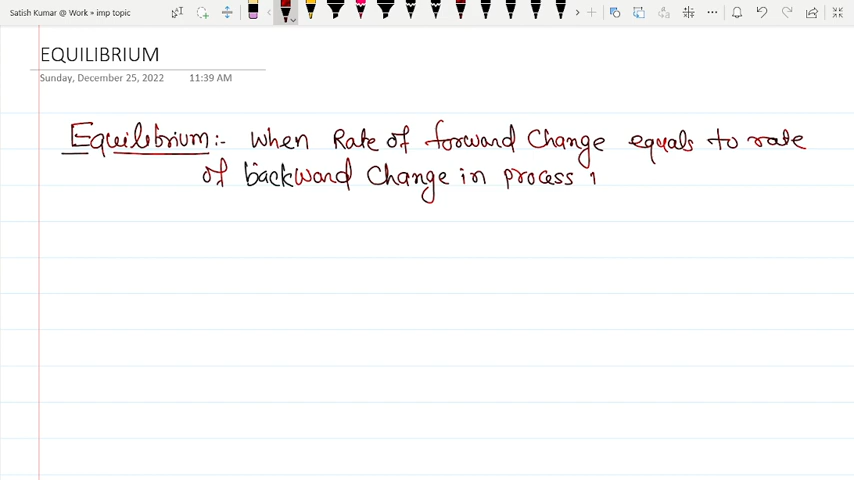 Satish Kumar @ Work » imp topic
EQUILIBRIUM
Sunday, December 25, 2022 11:39 AM
Equilibrium:- When Rate of forward Change equals to rate
of backward Change in process